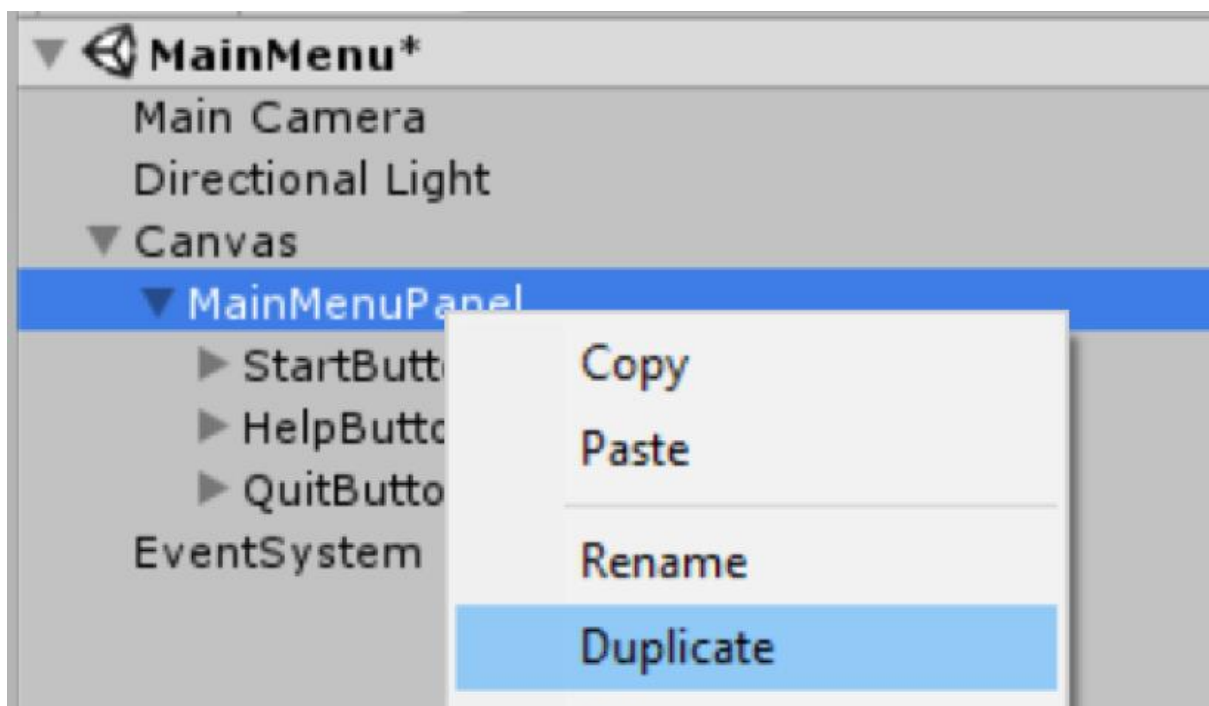 MainMenu*
Main Camera
Directional Light
Canvas
MainMenuPanel
StartButt
Copy
HelpButto
Paste
QuitButto
EventSystem
Rename
Duplicate